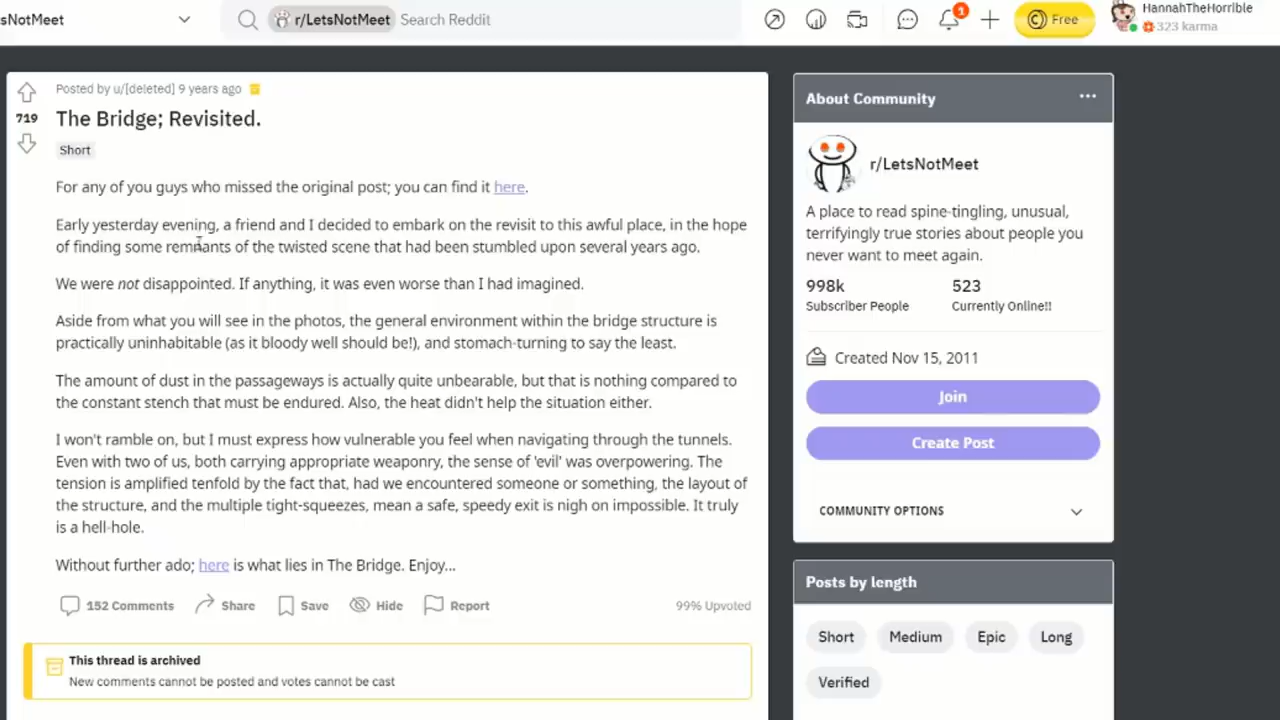 sNotMeet
r/LetsNotMeet Search Reddit
1
Free
HannahTheHorrible
323 karma
Posted by u/[deleted] 9 years ago
719
The Bridge; Revisited.
Short
For any of you guys who missed the original post; you can find it here.
Early yesterday evening, a friend and I decided to embark on the revisit to this awful place, in the hope
of finding some remnants of the twisted scene that had been stumbled upon several years ago.
We were not disappointed. If anything, it was even worse than I had imagined.
Aside from what you will see in the photos, the general environment within the bridge structure is
practically uninhabitable (as it bloody well should be!), and stomach-turning to say the least.
The amount of dust in the passageways is actually quite unbearable, but that is nothing compared to
the constant stench that must be endured. Also, the heat didn't help the situation either.
I won't ramble on, but I must express how vulnerable you feel when navigating through the tunnels.
Even with two of us, both carrying appropriate weaponry, the sense of 'evil' was overpowering. The
tension is amplified tenfold by the fact that, had we encountered someone or something, the layout of
the structure, and the multiple tight-squeezes, mean a safe, speedy exit is nigh on impossible. It truly
is a hell-hole.
Without further ado; here is what lies in The Bridge. Enjoy...
152 Comments Share Save Hide Report 99% Upvoted
This thread is archived
New comments cannot be posted and votes cannot be cast
About Community
r/LetsNotMeet
A place to read spine-tingling, unusual,
terrifyingly true stories about people you
never want to meet again.
998k 523
Subscriber People Currently Online!!
Created Nov 15, 2011
Join
Create Post
COMMUNITY OPTIONS
Posts by length
Short Medium Epic Long
Verified